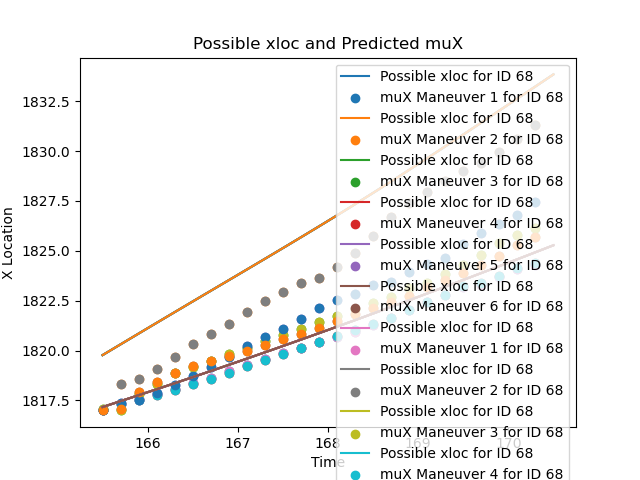 Possible xloc and Predicted muX
X Location
1832.5
1830.0
1827.5
1825.0
1822.5
1820.0
1817.5
166
167
168
169
170
Time
Possible xloc for ID 68
muX Maneuver 1 for ID 68
Possible xloc for ID 68
muX Maneuver 2 for ID 68
Possible xloc for ID 68
muX Maneuver 3 for ID 68
Possible xloc for ID 68
muX Maneuver 4 for ID 68
Possible xloc for ID 68
muX Maneuver 5 for ID 68
Possible xloc for ID 68
muX Maneuver 6 for ID 68
Possible xloc for ID 68
muX Maneuver 1 for ID 68
Possible xloc for ID 68
muX Maneuver 2 for ID 68
Possible xloc for ID 68
muX Maneuver 3 for ID 68
Possible xloc for ID 68
muX Maneuver 4 for ID 68